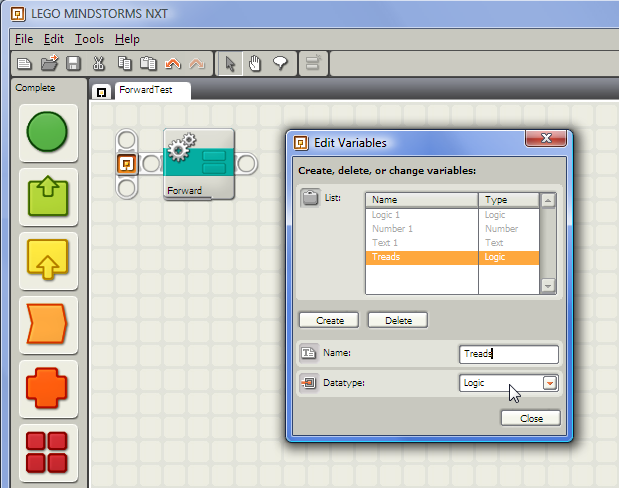 LEGO MINDSTORMS NXT
File Edit Tools Help
Complete
ForwardTest
Forward
Edit Variables
Create, delete, or change variables:
List:
Name Type
Logic 1 Logic
Number 1 Number
Text 1 Text
Treads Logic
Create Delete
Name: Treads
Datatype: Logic
Close